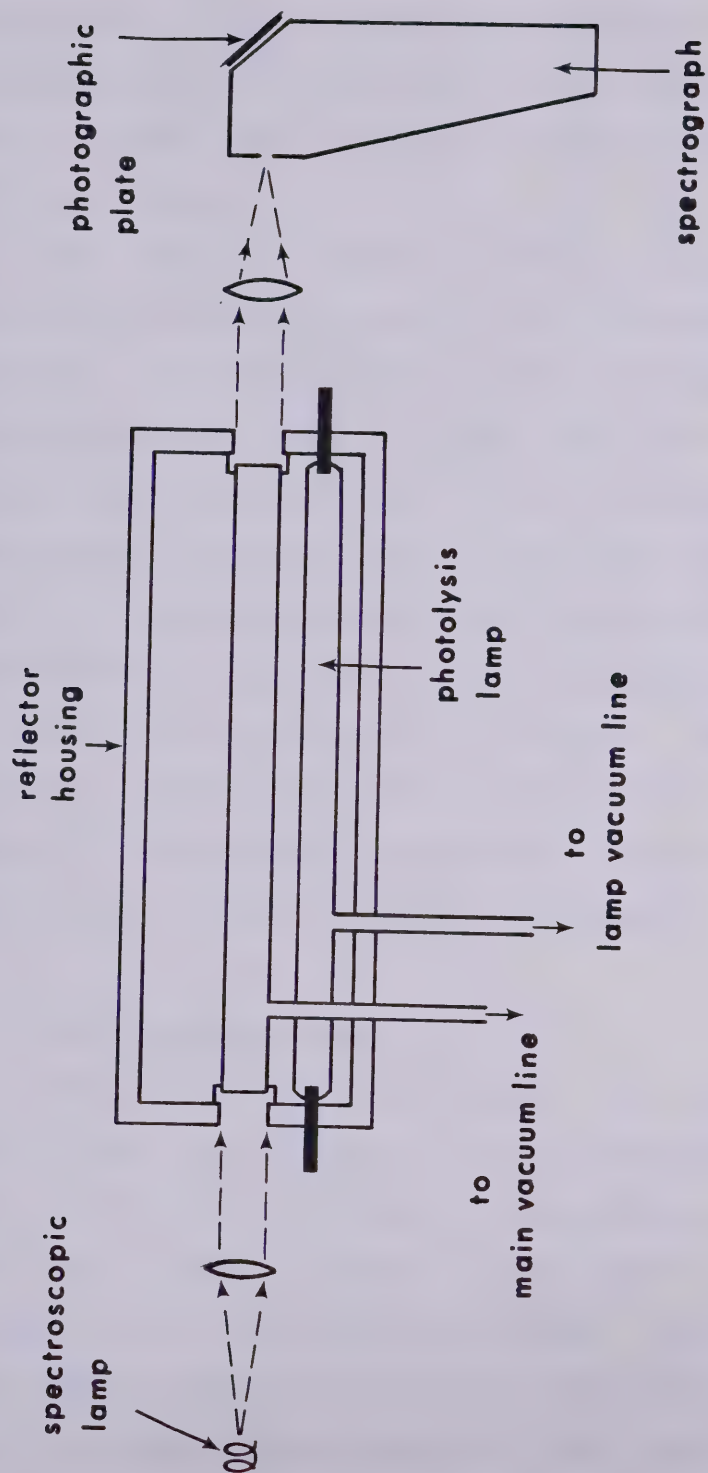 spectroscopic
lamp
reflector
housing
photographic
plate
to
main vacuum line
to
lamp vacuum line
photolysis
lamp
spectrograph